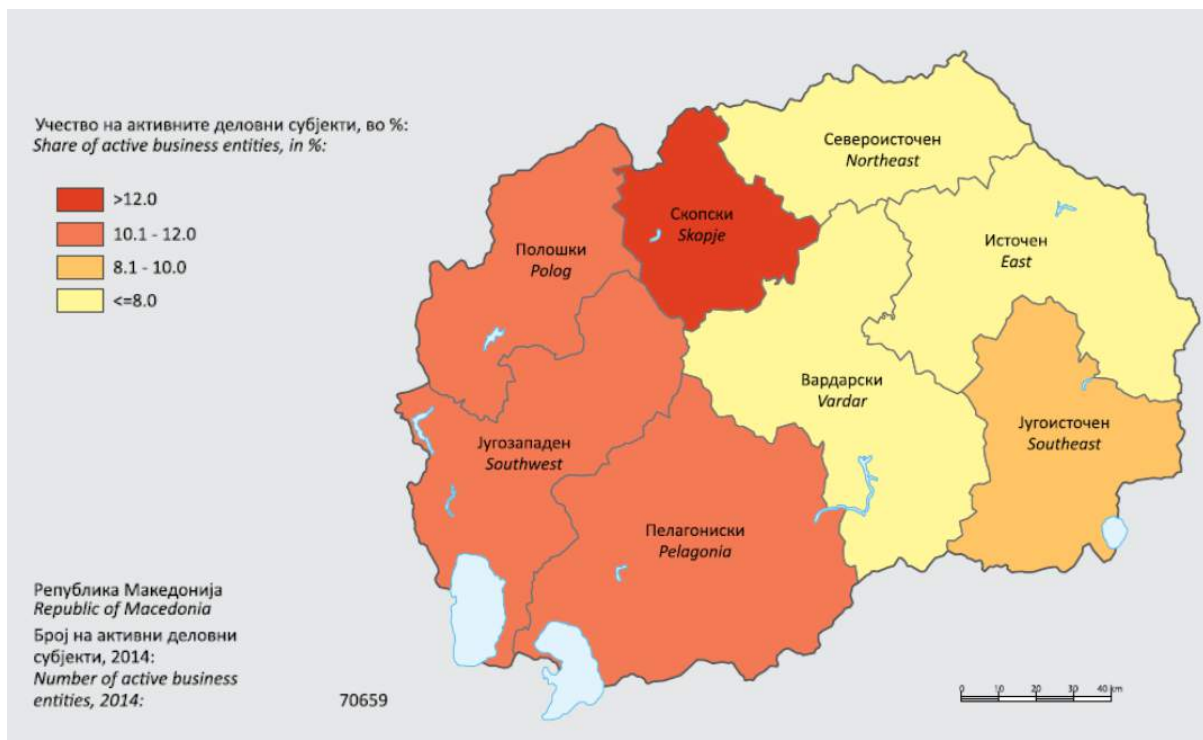 Учество на активните деловни субјекти, во %:
Share of active business entities, in %:
>12.0
10.1 - 12.0
8.1 - 10.0
<=8.0
Североисточен
Northeast
Скопски
Skopje
Полошки
Polog
Источен
East
Вардарски
Vardar
Југоисточен
Southeast
Југозападен
Southwest
Пелагониски
Pelagonia
Република Македонија
Republic of Macedonia
Број на активни деловни
субјекти, 2014:
Number of active business
entities, 2014:
70659
0 10 20 30 40 km